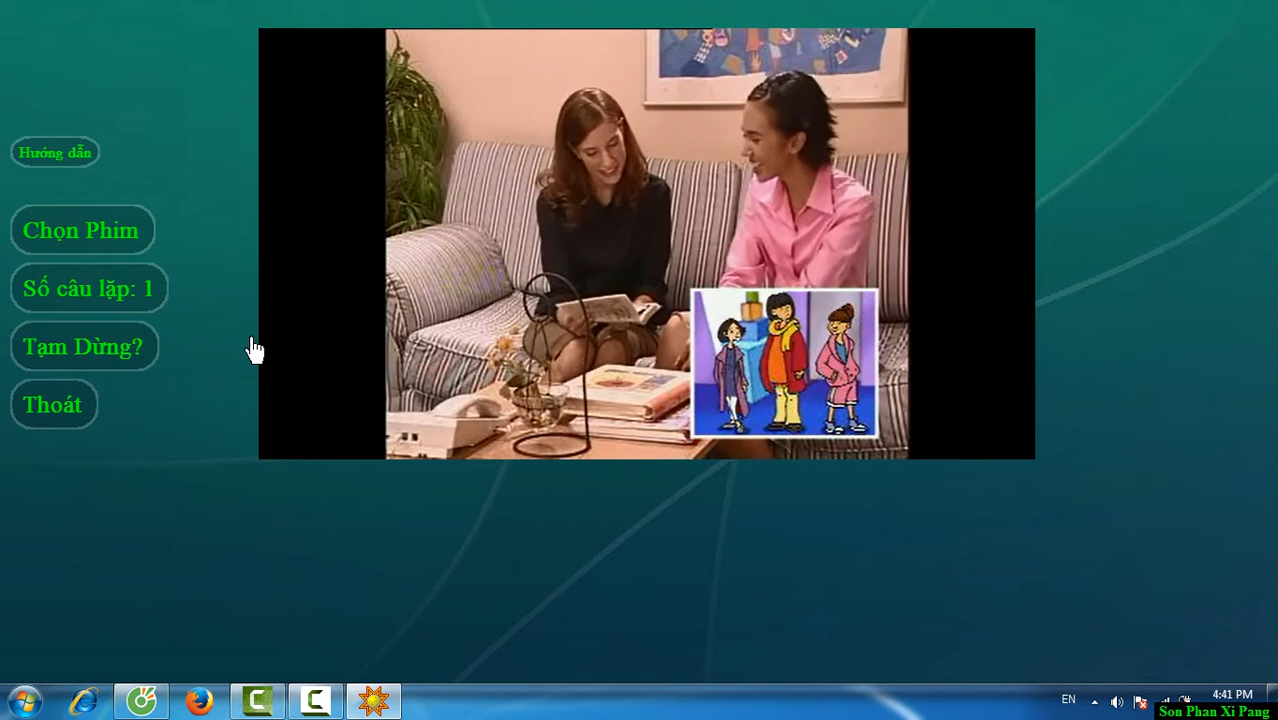 Hướng dẫn
Chọn Phim
Số câu lặp: 1
Tạm Dừng?
Thoát
EN
4:41 PM
Son Phan Xi Pang